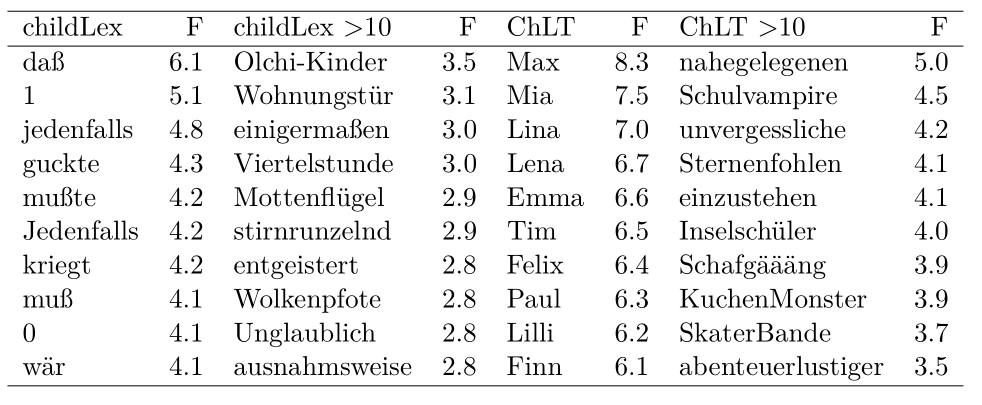 childLex F childLex >10 F ChLT F ChLT >10 F
daß 6.1 Olchi-Kinder 3.5 Max 8.3 nahegelegenen 5.0
1 5.1 Wohnungstür 3.1 Mia 7.5 Schulvampire 4.5
jedenfalls 4.8 einigermaßen 3.0 Lina 7.0 unvergessliche 4.2
guckte 4.3 Viertelstunde 3.0 Lena 6.7 Sternenfohlen 4.1
mußte 4.2 Mottenflügel 2.9 Emma 6.6 einzustehen 4.1
Jedenfalls 4.2 stirnrunzelnd 2.9 Tim 6.5 Inselschüler 4.0
kriegt 4.2 entgeistert 2.8 Felix 6.4 Schafgäääng 3.9
muß 4.1 Wolkenpfote 2.8 Paul 6.3 KuchenMonster 3.9
0 4.1 Unglaublich 2.8 Lilli 6.2 SkaterBande 3.7
wär 4.1 ausnahmsweise 2.8 Finn 6.1 abenteuerlustiger 3.5